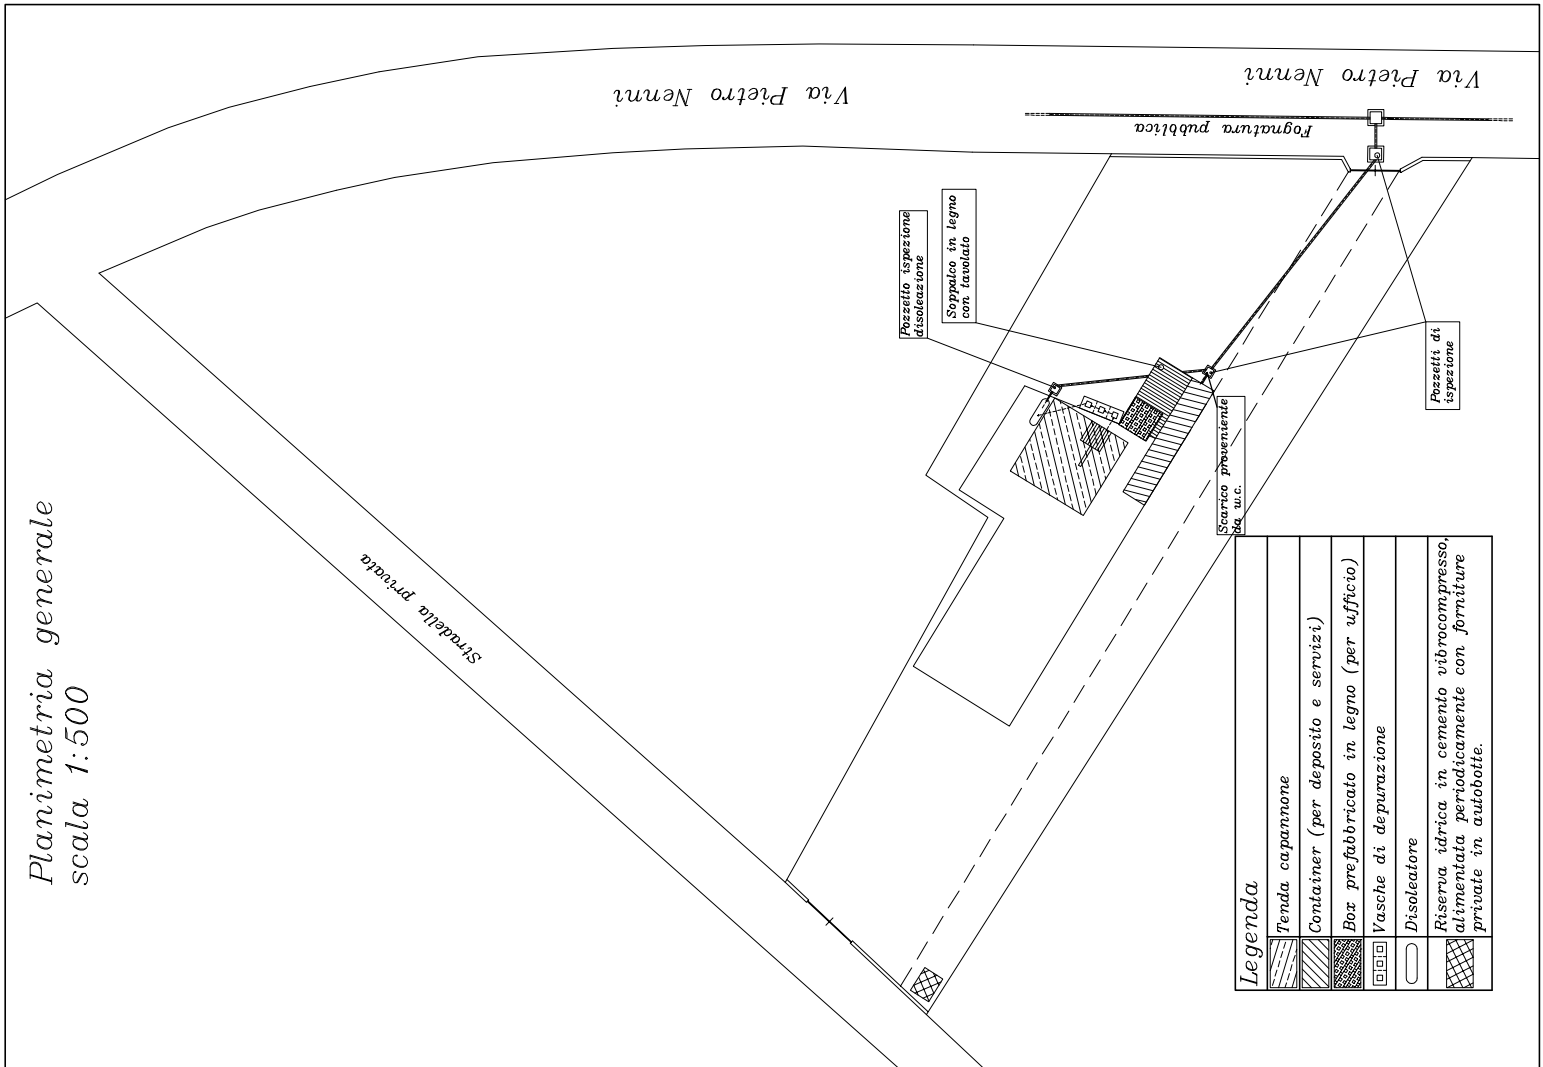 Planimetria generale
scala 1:500
Via Pietro Nenni
Via Pietro Nenni
Fognatura pubblica
Stradella privata
Pozzetto ispezione
disoleazione
Soppalco in legno
con tavolato
Pozzetti di
ispezione
Scarico proveniente
da w.c.
Legenda
Tenda capannone
Container (per deposito e servizi)
Box prefabbricato in legno (per ufficio)
Vasche di depurazione
Disoleatore
Riserva idrica in cemento vibrocompresso,
alimentata periodicamente con forniture
private in autobotte.